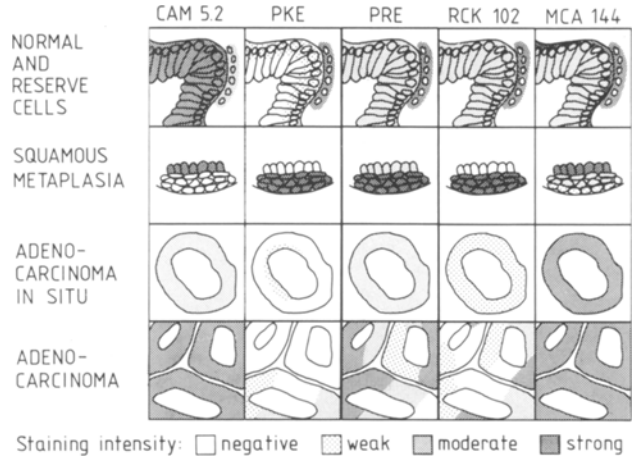 CAM 5.2 PKE PRE RCK 102 MCA 144
NORMAL
AND
RESERVE
CELLS
SQUAMOUS
METAPLASIA
ADENO-
CARCINOMA
IN SITU
ADENO-
CARCINOMA
Staining intensity: negative weak moderate strong